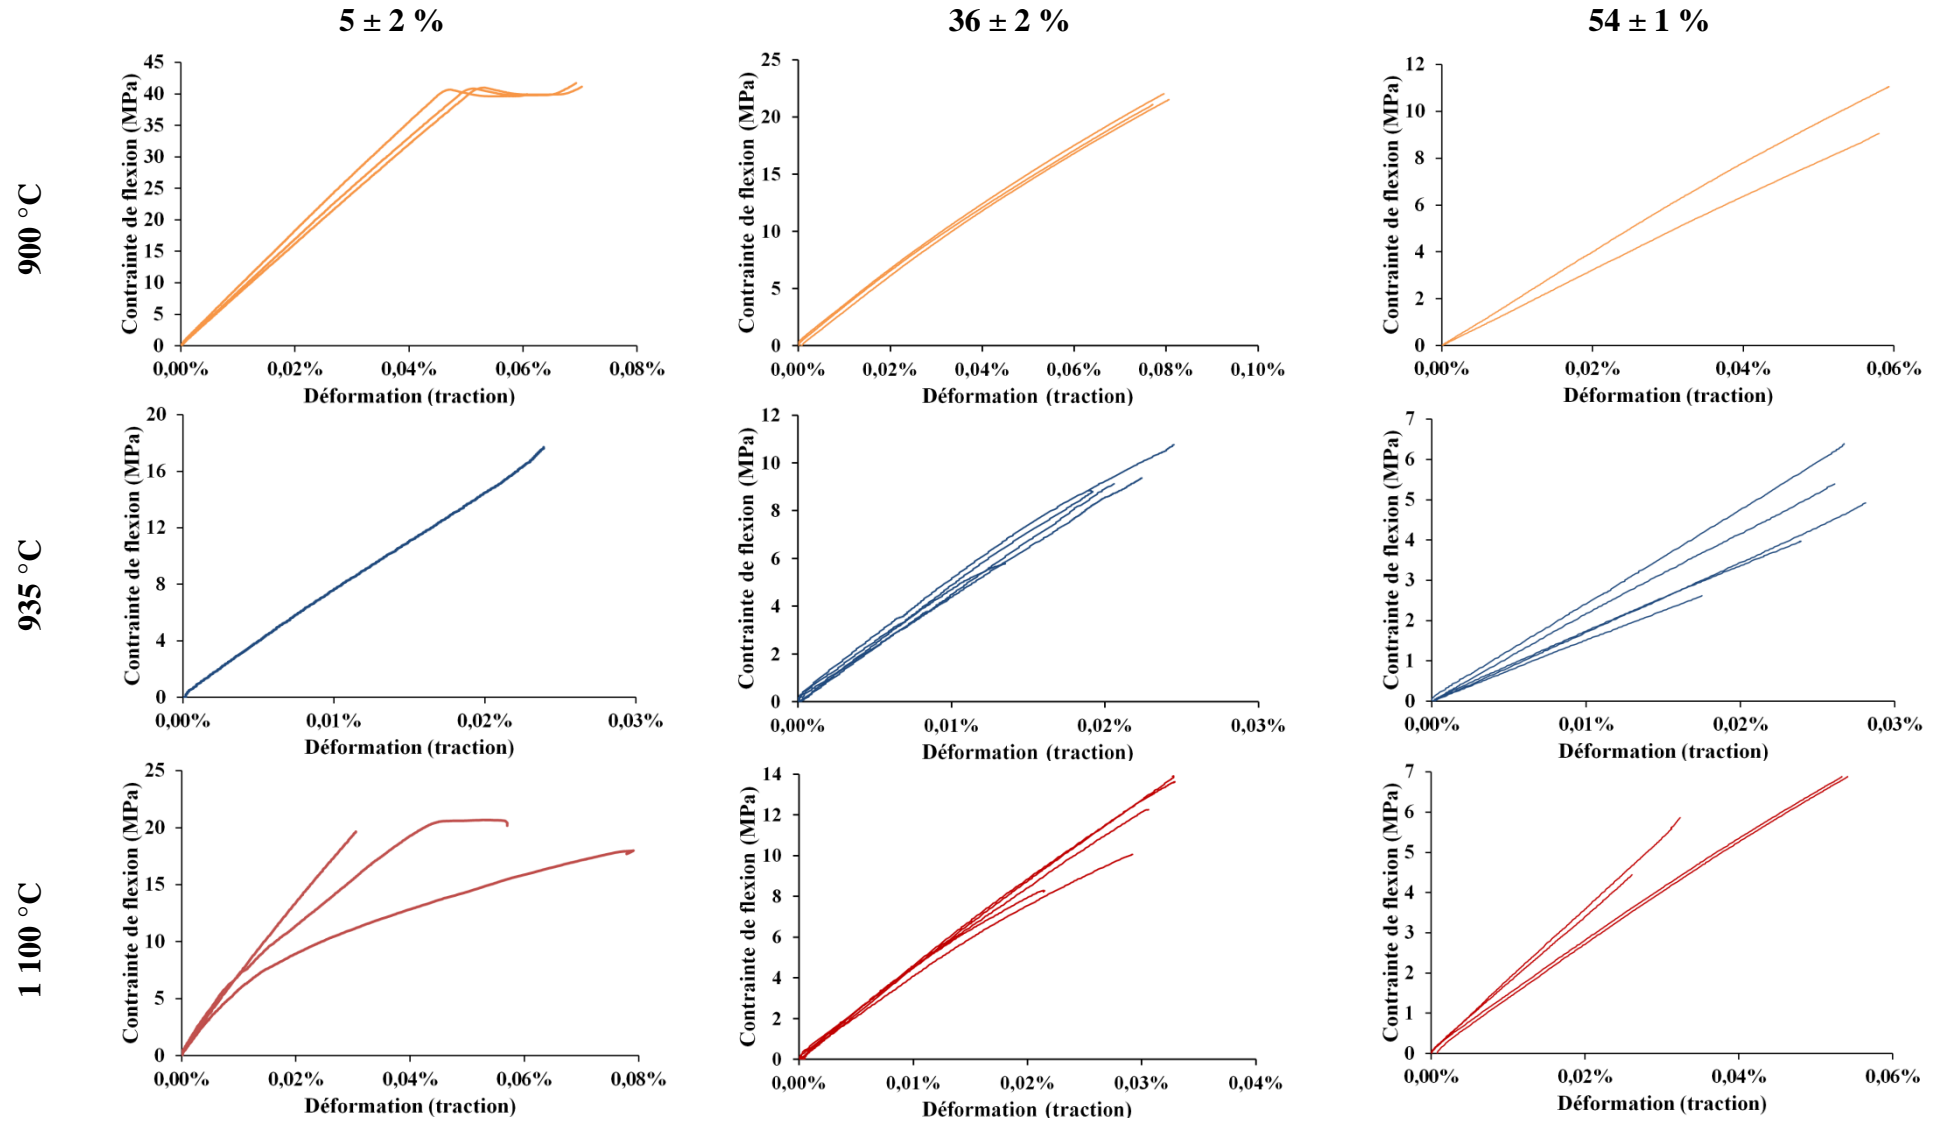 5 ± 2 %
36 ± 2 %
54 ± 1 %
900 °C
Contrainte de flexion (MPa)
45
40
35
30
25
20
15
10
5
0
0,00% 0,02% 0,04% 0,06% 0,08%
Déformation (traction)
Contrainte de flexion (MPa)
25
20
15
10
5
0
0,00% 0,02% 0,04% 0,06% 0,08% 0,10%
Déformation (traction)
Contrainte de flexion (MPa)
12
10
8
6
4
2
0
0,00% 0,02% 0,04% 0,06%
Déformation (traction)
935 °C
Contrainte de flexion (MPa)
20
16
12
8
4
0
0,00% 0,01% 0,02% 0,03%
Déformation (traction)
Contrainte de flexion (MPa)
12
10
8
6
4
2
0
0,00% 0,01% 0,02% 0,03%
Déformation (traction)
Contrainte de flexion (MPa)
7
6
5
4
3
2
1
0
0,00% 0,01% 0,02% 0,03%
Déformation (traction)
1 100 °C
Contrainte de flexion (MPa)
25
20
15
10
5
0
0,00% 0,02% 0,04% 0,06% 0,08%
Déformation (traction)
Contrainte de flexion (MPa)
14
12
10
8
6
4
2
0
0,00% 0,01% 0,02% 0,03% 0,04%
Déformation (traction)
Contrainte de flexion (MPa)
7
6
5
4
3
2
1
0
0,00% 0,02% 0,04% 0,06%
Déformation (traction)